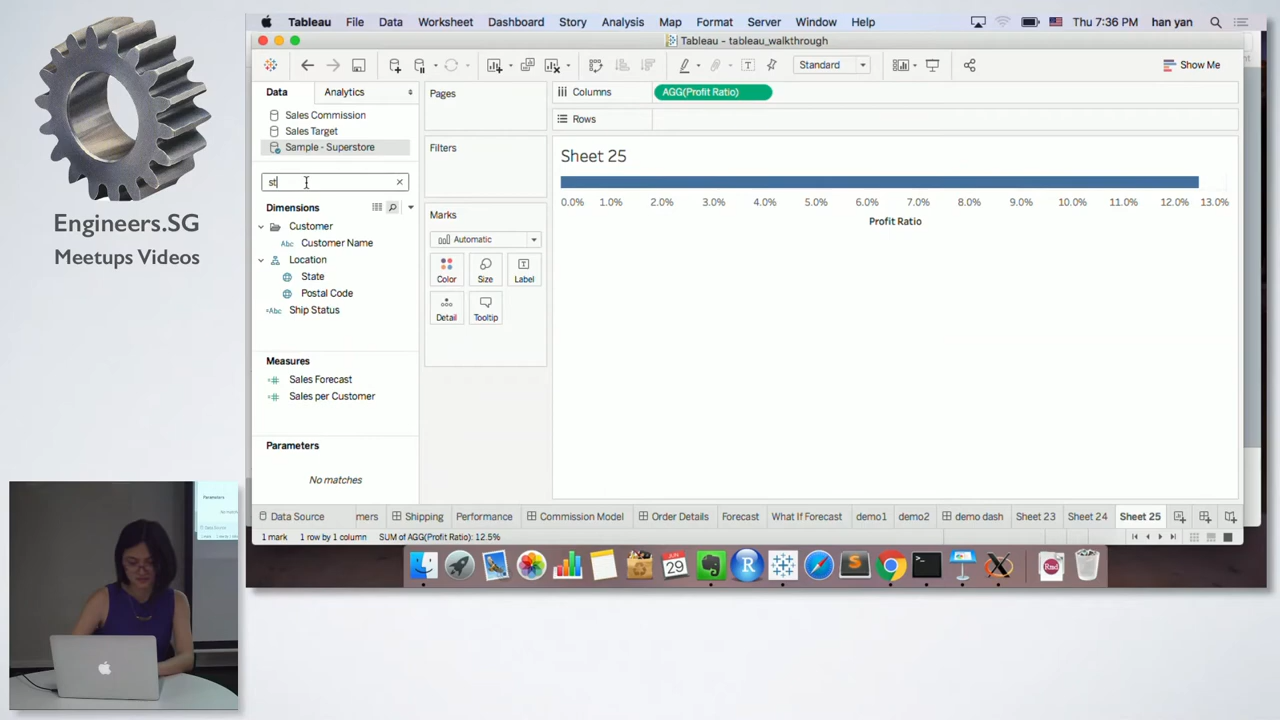 Tableau File Data Worksheet Dashboard Story Analysis Map Format Server Window Help Thu 7:36 PM han yan
Tableau - tableau_walkthrough
Standard Show Me
Data Analytics
Pages
Columns AGG(Profit Ratio)
Sales Commission
Sales Target
Rows
Sample - Superstore
Filters
Sheet 25
st
Dimensions
Customer
Customer Name
Location
State
Postal Code
Abc Ship Status
Abc
Marks
Automatic
Color Size Label
Detail Tooltip
0.0% 1.0% 2.0% 3.0% 4.0% 5.0% 6.0% 7.0% 8.0% 9.0% 10.0% 11.0% 12.0% 13.0%
Profit Ratio
Measures
Sales Forecast
Sales per Customer
Parameters
No matches
Data Source mers Shipping Performance Commission Model Order Details Forecast What If Forecast demo1 demo2 demo dash Sheet 23 Sheet 24 Sheet 25
1 mark 1 row by 1 column SUM of AGG(Profit Ratio): 12.5%
JUN
29
R
S
Rmd
Engineers.SG
Meetups Videos
Parameters